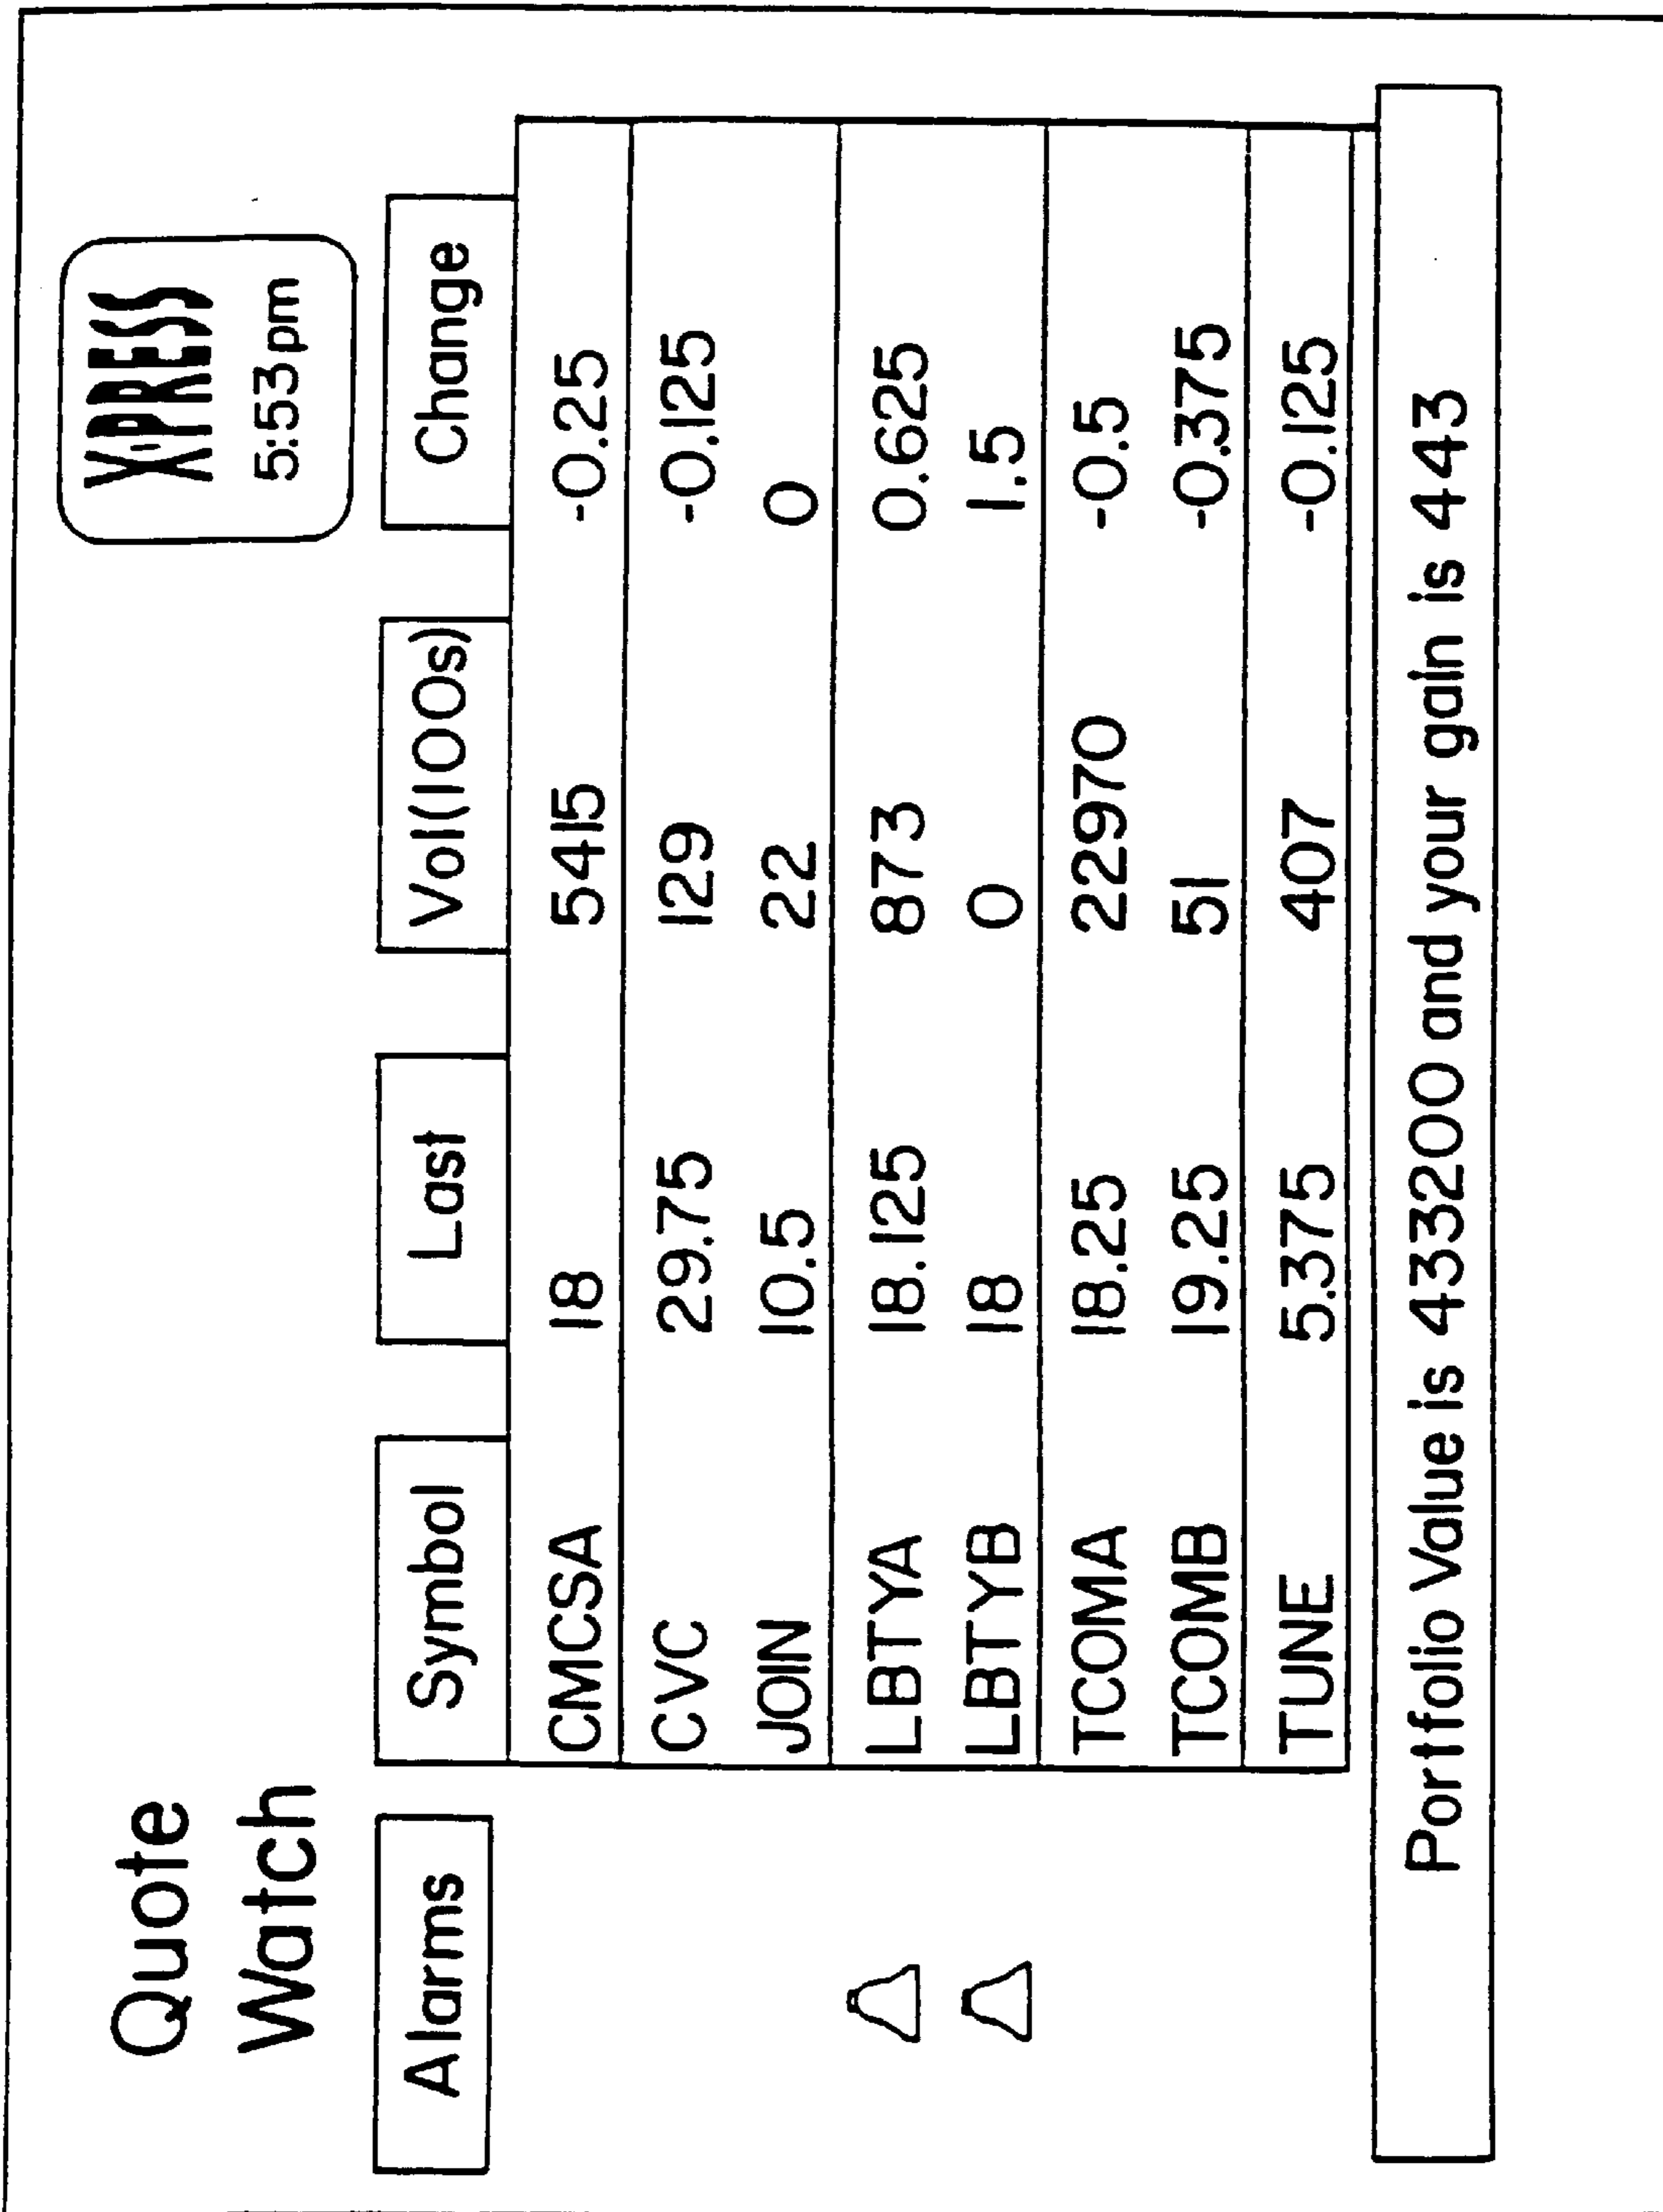 Quote
Watch
X·PRESS
5:53pm
Alarms Symbol Last Vol(100s) Change
CMCSA 18 5415 -0.25
CVC 29.75 129 -0.125
JOIN 10.5 22 0
LBTYA 18.125 873 0.625
LBTYB 18 0 1.5
TCOMA 18.25 22970 -0.5
TCOMB 19.25 51 -0.375
TUNE 5.375 407 -0.125
Portfolio Value is 433200 and your gain is 443